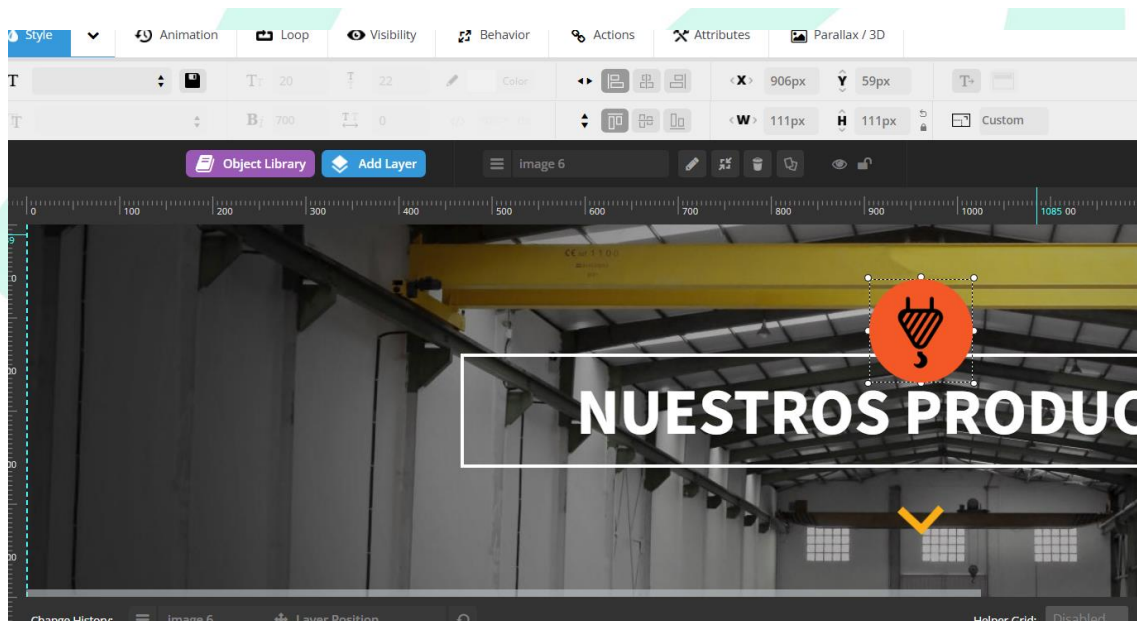 Style Animation Loop Visibility Behavior Actions Attributes Parallax / 3D
T T 20 T 22 Color X 906px Y 59px T+
T B 700 0 W 111px H 111px Custom
Object Library Add Layer image 6
0 100 200 300 400 500 600 700 800 900 1000 1085 00
CE
NUESTROS PRODUC
Change History: image 6 Layer Position Helper Grid: Disabled